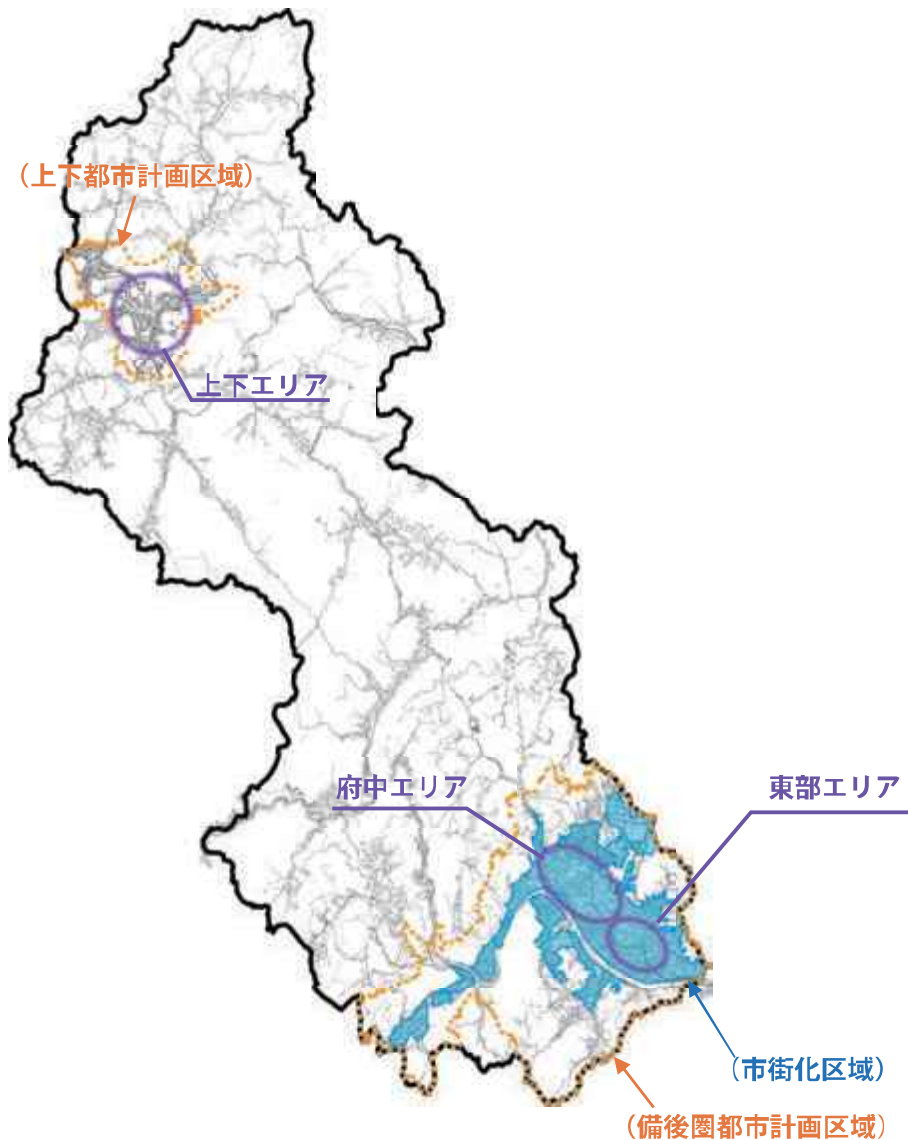 （上下都市計画区域）
上下エリア
府中エリア
東部エリア
（市街化区域）
（備後圏都市計画区域）